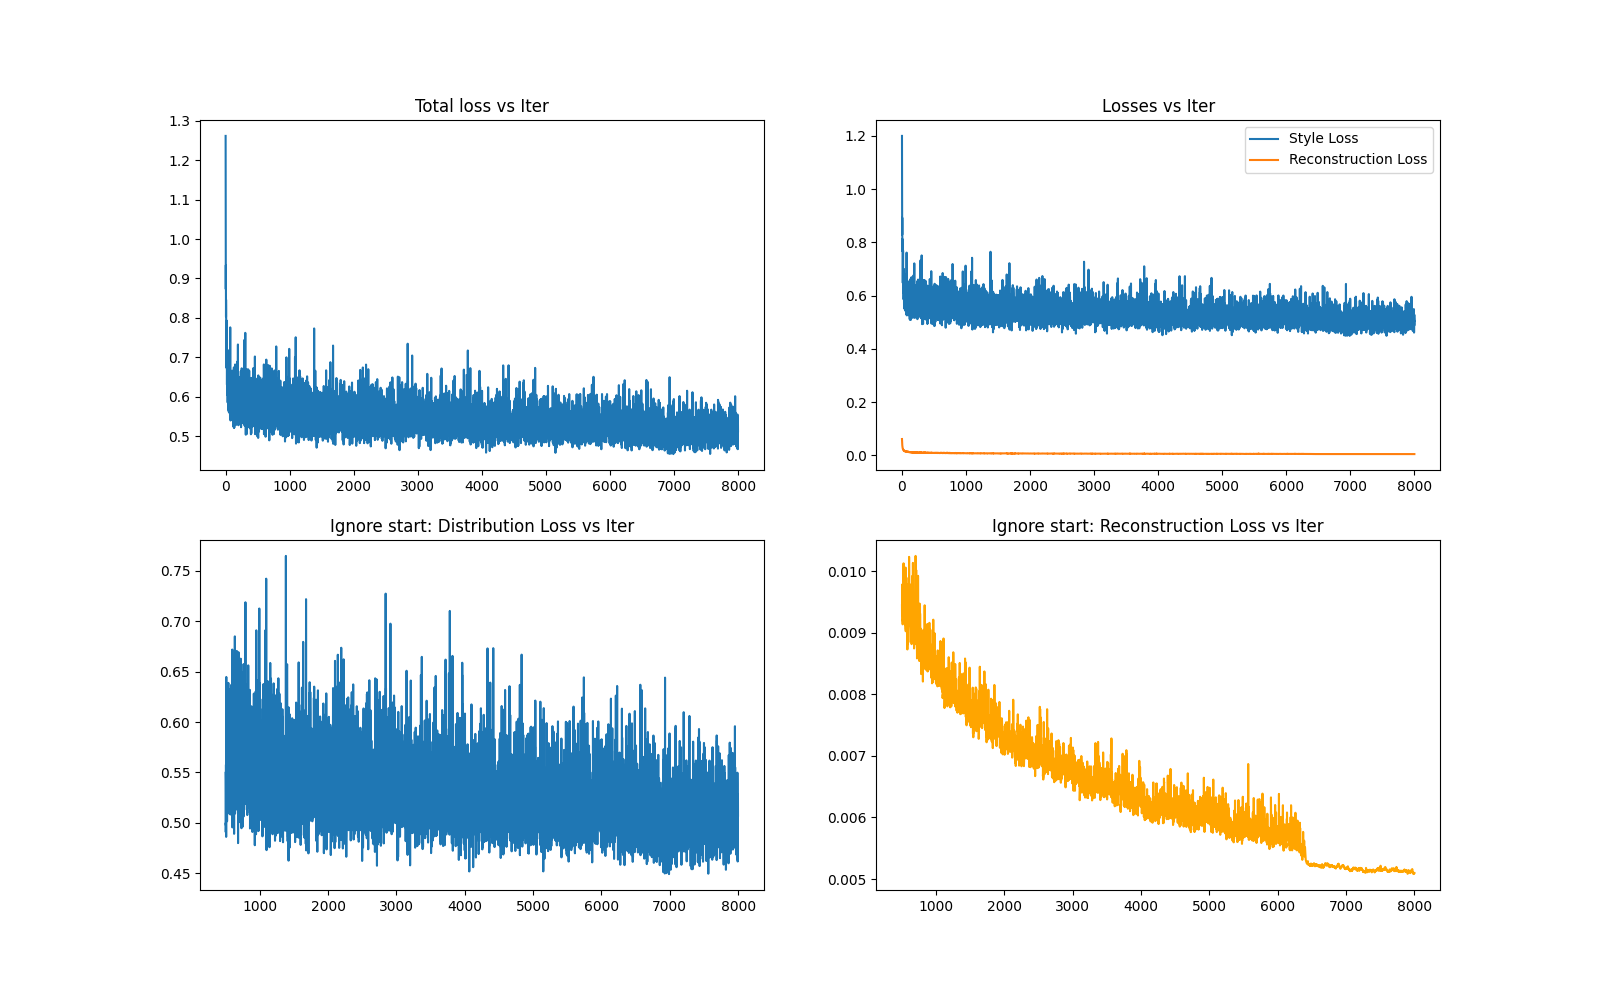 Total loss vs Iter
1.3
1.2
1.1
1.0
0.9
0.8
0.7
0.6
0.5
0 1000 2000 3000 4000 5000 6000 7000 8000
Losses vs Iter
Style Loss
Reconstruction Loss
1.2
1.0
0.8
0.6
0.4
0.2
0.0
0 1000 2000 3000 4000 5000 6000 7000 8000
Ignore start: Distribution Loss vs Iter
0.75
0.70
0.65
0.60
0.55
0.50
0.45
1000 2000 3000 4000 5000 6000 7000 8000
Ignore start: Reconstruction Loss vs Iter
0.010
0.009
0.008
0.007
0.006
0.005
1000 2000 3000 4000 5000 6000 7000 8000